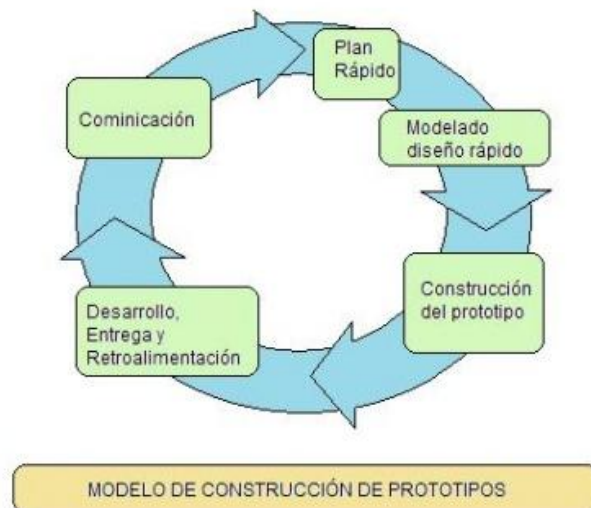 Plan
Rápido
Cominicación
Modelado
diseño rápido
Construcción
del prototipo
Desarrollo,
Entrega y
Retroalimentación
MODELO DE CONSTRUCCIÓN DE PROTOTIPOS